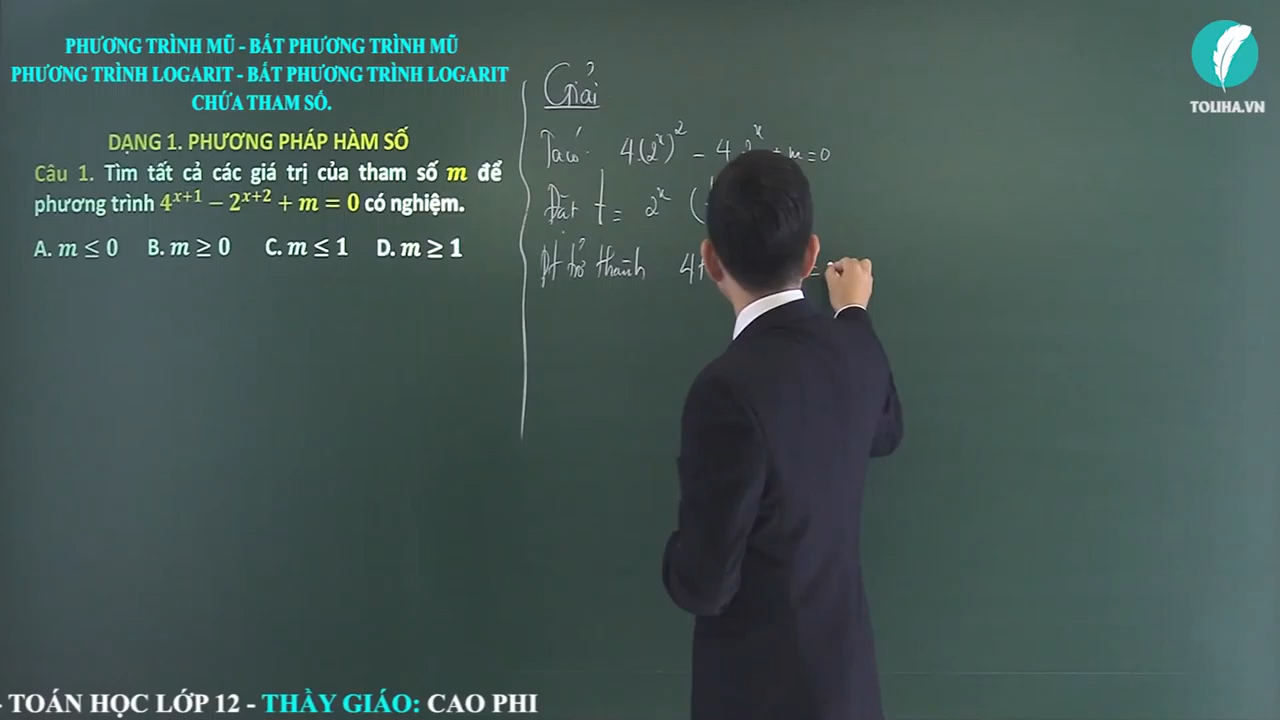 PHƯƠNG TRÌNH MŨ - BẤT PHƯƠNG TRÌNH MŨ
PHƯƠNG TRÌNH LOGARIT - BẤT PHƯƠNG TRÌNH LOGARIT
CHỨA THAM SỐ.
DẠNG 1. PHƯƠNG PHÁP HÀM SỐ
Câu 1. Tìm tất cả các giá trị của tham số m để
phương trình 4^{x+1} − 2^{x+2} + m = 0 có nghiệm.
A. m ≤ 0 B. m ≥ 0 C. m ≤ 1 D. m ≥ 1
Giải
Ta có: 4.(2^x)^2 − 4.2^x + m = 0
Đặt t = 2^x (
Pt trở thành 4t =
TOLIHA.VN
- TOÁN HỌC LỚP 12 - THẦY GIÁO: CAO PHI